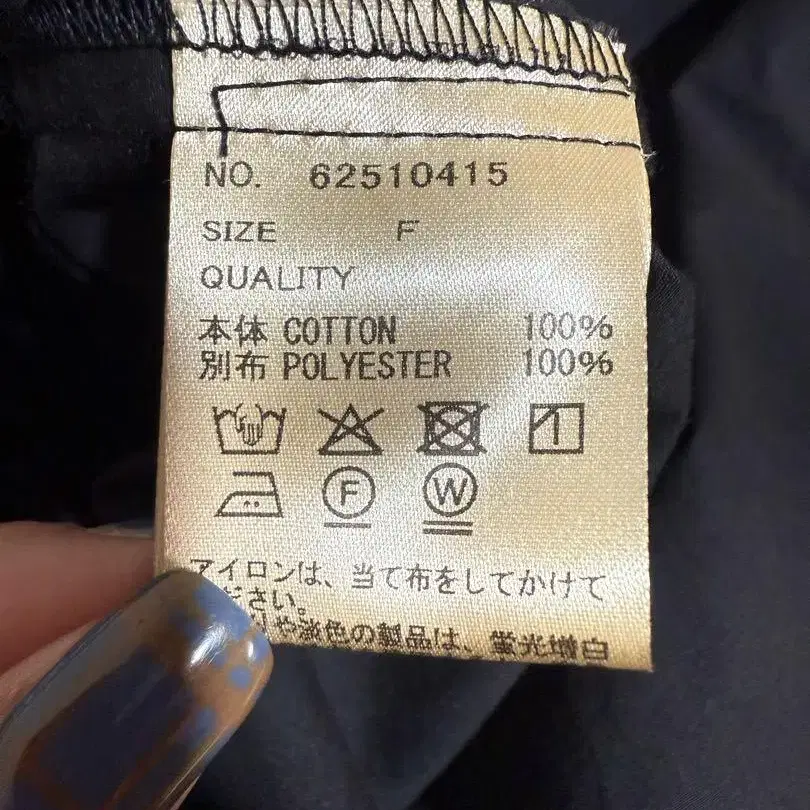 NO. 62510415
SIZE F
QUALITY
本体 COTTON 100%
別布 POLYESTER 100%
F W
アイロンは、当て布をしてかけて
ださい。
や淡色の製品は、蛍光増白